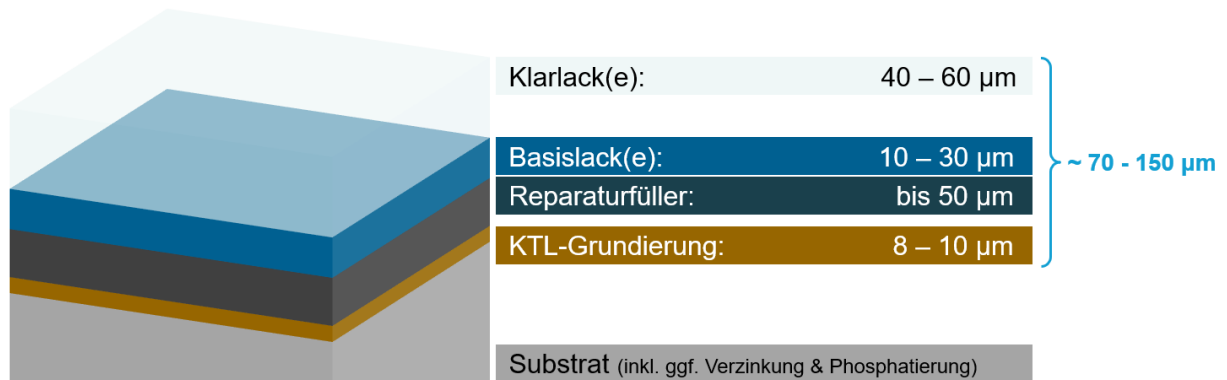 Klarlack(e): 40 – 60 µm
Basislack(e): 10 – 30 µm
~ 70 - 150 µm
Reparaturfüller: bis 50 µm
KTL-Grundierung: 8 – 10 µm
Substrat (inkl. ggf. Verzinkung & Phosphatierung)